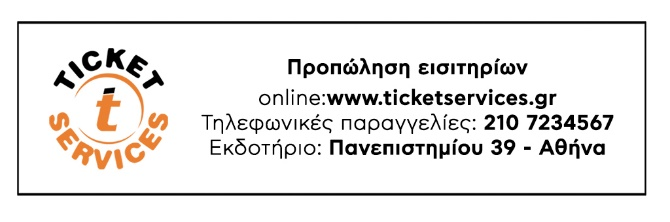 TICKET
t
SERVICES
Προπώληση εισιτηρίων
online:www.ticketservices.gr
Τηλεφωνικές παραγγελίες: 210 7234567
Εκδοτήριο: Πανεπιστημίου 39 - Αθήνα